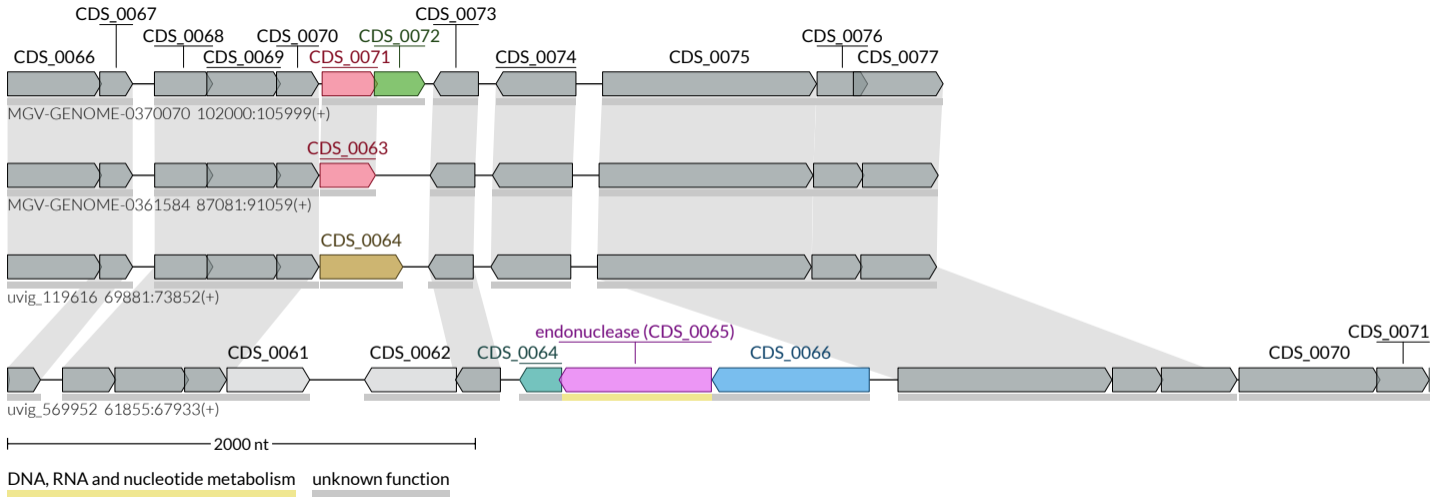 CDS_0067 CDS_0073
CDS_0068 CDS_0070 CDS_0072 CDS_0076
CDS_0066 CDS_0069 CDS_0071 CDS_0074 CDS_0075 CDS_0077
MGV-GENOME-0370070 102000:105999(+)
CDS_0063
MGV-GENOME-0361584 87081:91059(+)
CDS_0064
uvig_119616 69881:73852(+)
endonuclease (CDS_0065) CDS_0071
CDS_0061 CDS_0062 CDS_0064 CDS_0066 CDS_0070
uvig_569952 61855:67933(+)
2000 nt
DNA, RNA and nucleotide metabolism unknown function